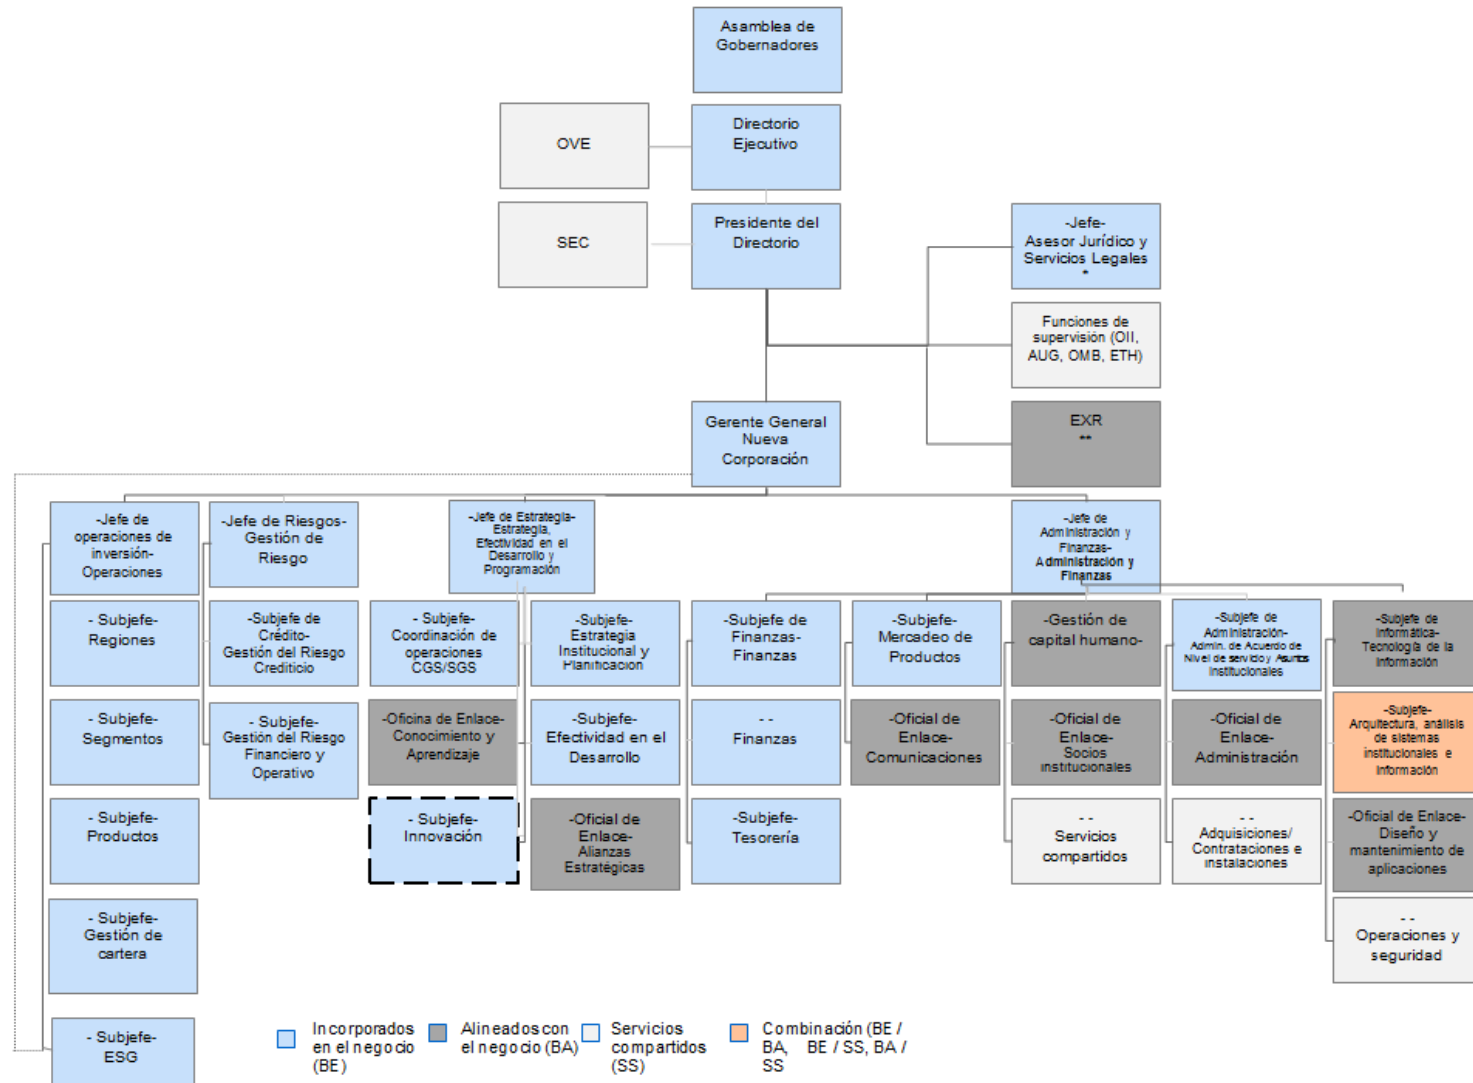 Asamblea de
Gobernadores
OVE
Directorio
Ejecutivo
SEC
Presidente del
Directorio
-Jefe-
Asesor Jurídico y
Servicios Legales
*
Funciones de
supervisión (OII,
AUG, OMB, ETH)
EXR
**
Gerente General
Nueva
Corporación
-Jefe de
operaciones de
inversión-
Operaciones
-Jefe de Riesgos-
Gestión de
Riesgo
-Jefe de Estrategia-
Estrategia,
Efectividad en el
Desarrollo y
Programación
-Jefe de
Administración y
Finanzas-
Administración y
Finanzas
- Subjefe-
Regiones
-Subjefe de
Crédito-
Gestión del Riesgo
Crediticio
- Subjefe-
Coordinación de
operaciones
CGS/SGS
-Subjefe-
Estrategia
Institucional y
Planificación
-Subjefe de
Finanzas-
Finanzas
-Subjefe-
Mercadeo de
Productos
-Gestión de
capital humano-
-Subjefe de
Administración-
Admin. de Acuerdo de
Nivel de servicio y Asuntos
Institucionales
-Subjefe de
Informática-
Tecnología de la
Información
- Subjefe-
Segmentos
- Subjefe-
Gestión del Riesgo
Financiero y
Operativo
-Oficina de Enlace-
Conocimiento y
Aprendizaje
-Subjefe-
Efectividad en el
Desarrollo
- -
Finanzas
-Oficial de
Enlace-
Comunicaciones
-Oficial de
Enlace-
Socios
Institucionales
-Oficial de
Enlace-
Administración
-Subjefe-
Arquitectura, análisis
de sistemas
institucionales e
Información
-Subjefe-
Productos
- Subjefe-
Innovación
-Oficial de
Enlace-
Alianzas
Estratégicas
-Subjefe-
Tesorería
- -
Servicios
compartidos
- -
Adquisiciones/
Contrataciones e
Instalaciones
-Oficial de Enlace-
Diseño y
mantenimiento de
aplicaciones
- Subjefe-
Gestión de
cartera
- -
Operaciones y
seguridad
- Subjefe-
ESG
Incorporados
en el negocio
(BE)
Alineados con
el negocio (BA)
Servicios
compartidos
(SS)
Combinación (BE /
BA, BE / SS, BA /
SS